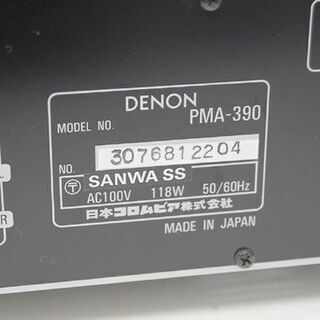 DENON
MODEL NO. PMA-390
NO. 3076812204
〒 SANWA SS
AC100V 118W 50/60Hz
日本コロムビア株式会社
MADE IN JAPAN
R